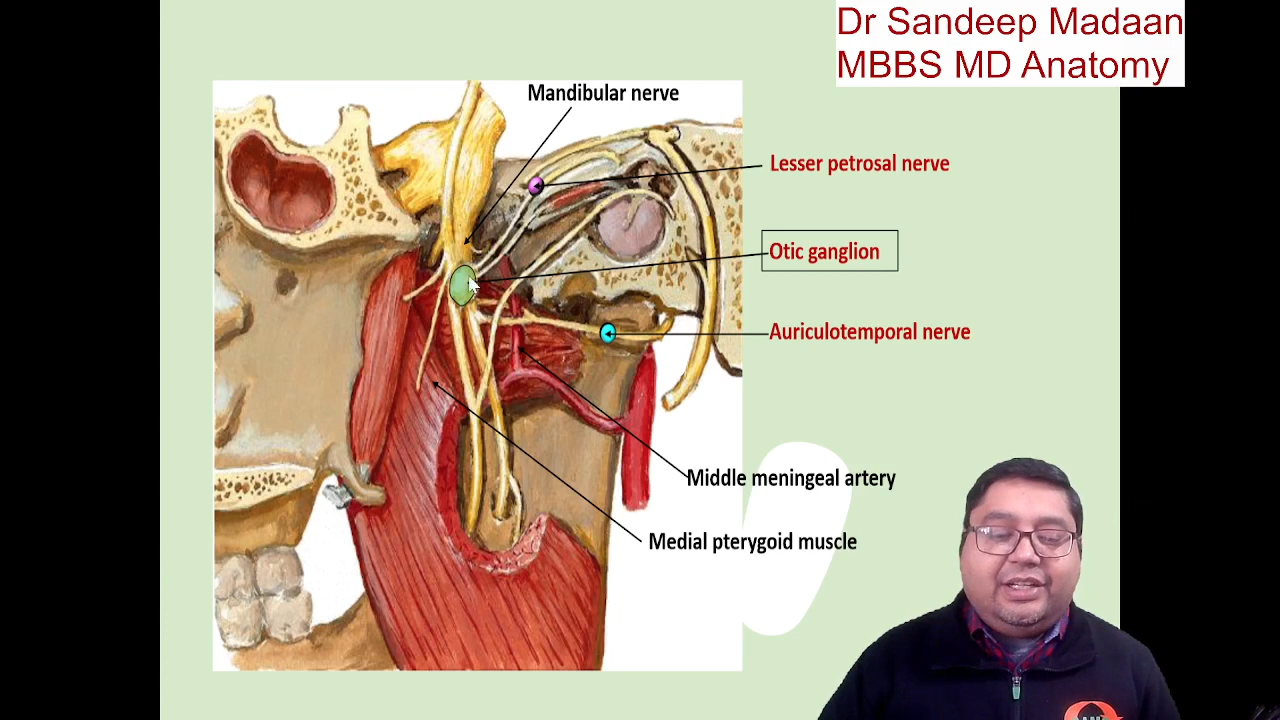 Dr Sandeep Madaan
MBBS MD Anatomy
Mandibular nerve
Lesser petrosal nerve
Otic ganglion
Auriculotemporal nerve
Middle meningeal artery
Medial pterygoid muscle